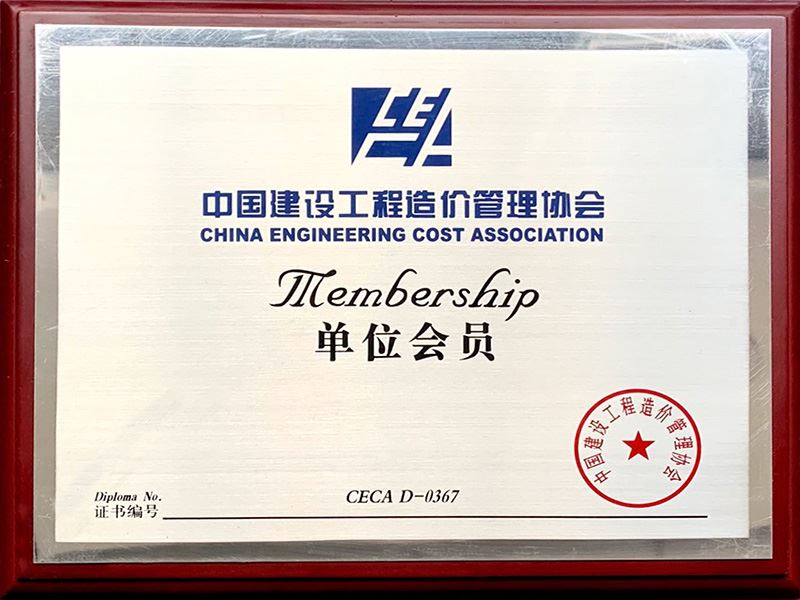 中国建设工程造价管理协会
CHINA ENGINEERING COST ASSOCIATION
Membership
单位会员
中国建设工程造价管理协会
Diploma No.
证书编号
CECA D-0367